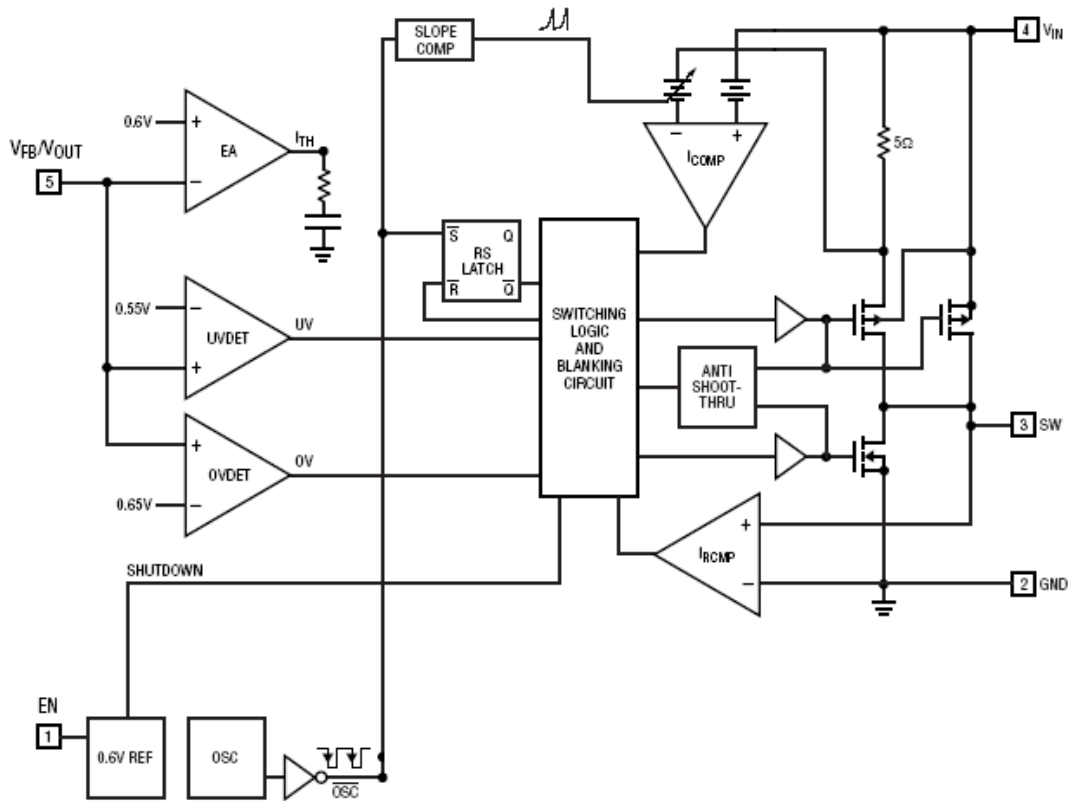 SLOPE
COMP
4 VIN
0.6V
+
EA
−
ITH
VFB/VOUT
5
− +
ICOMP
5Ω
S̅ Q
RS
LATCH
R̅ Q̅
0.55V
−
UVDET
+
UV
SWITCHING
LOGIC
AND
BLANKING
CIRCUIT
ANTI
SHOOT-
THRU
3 SW
+
OVDET
−
0.65V
OV
+
IRCMP
−
SHUTDOWN
2 GND
EN
1
0.6V REF
OSC
O̅S̅C̅